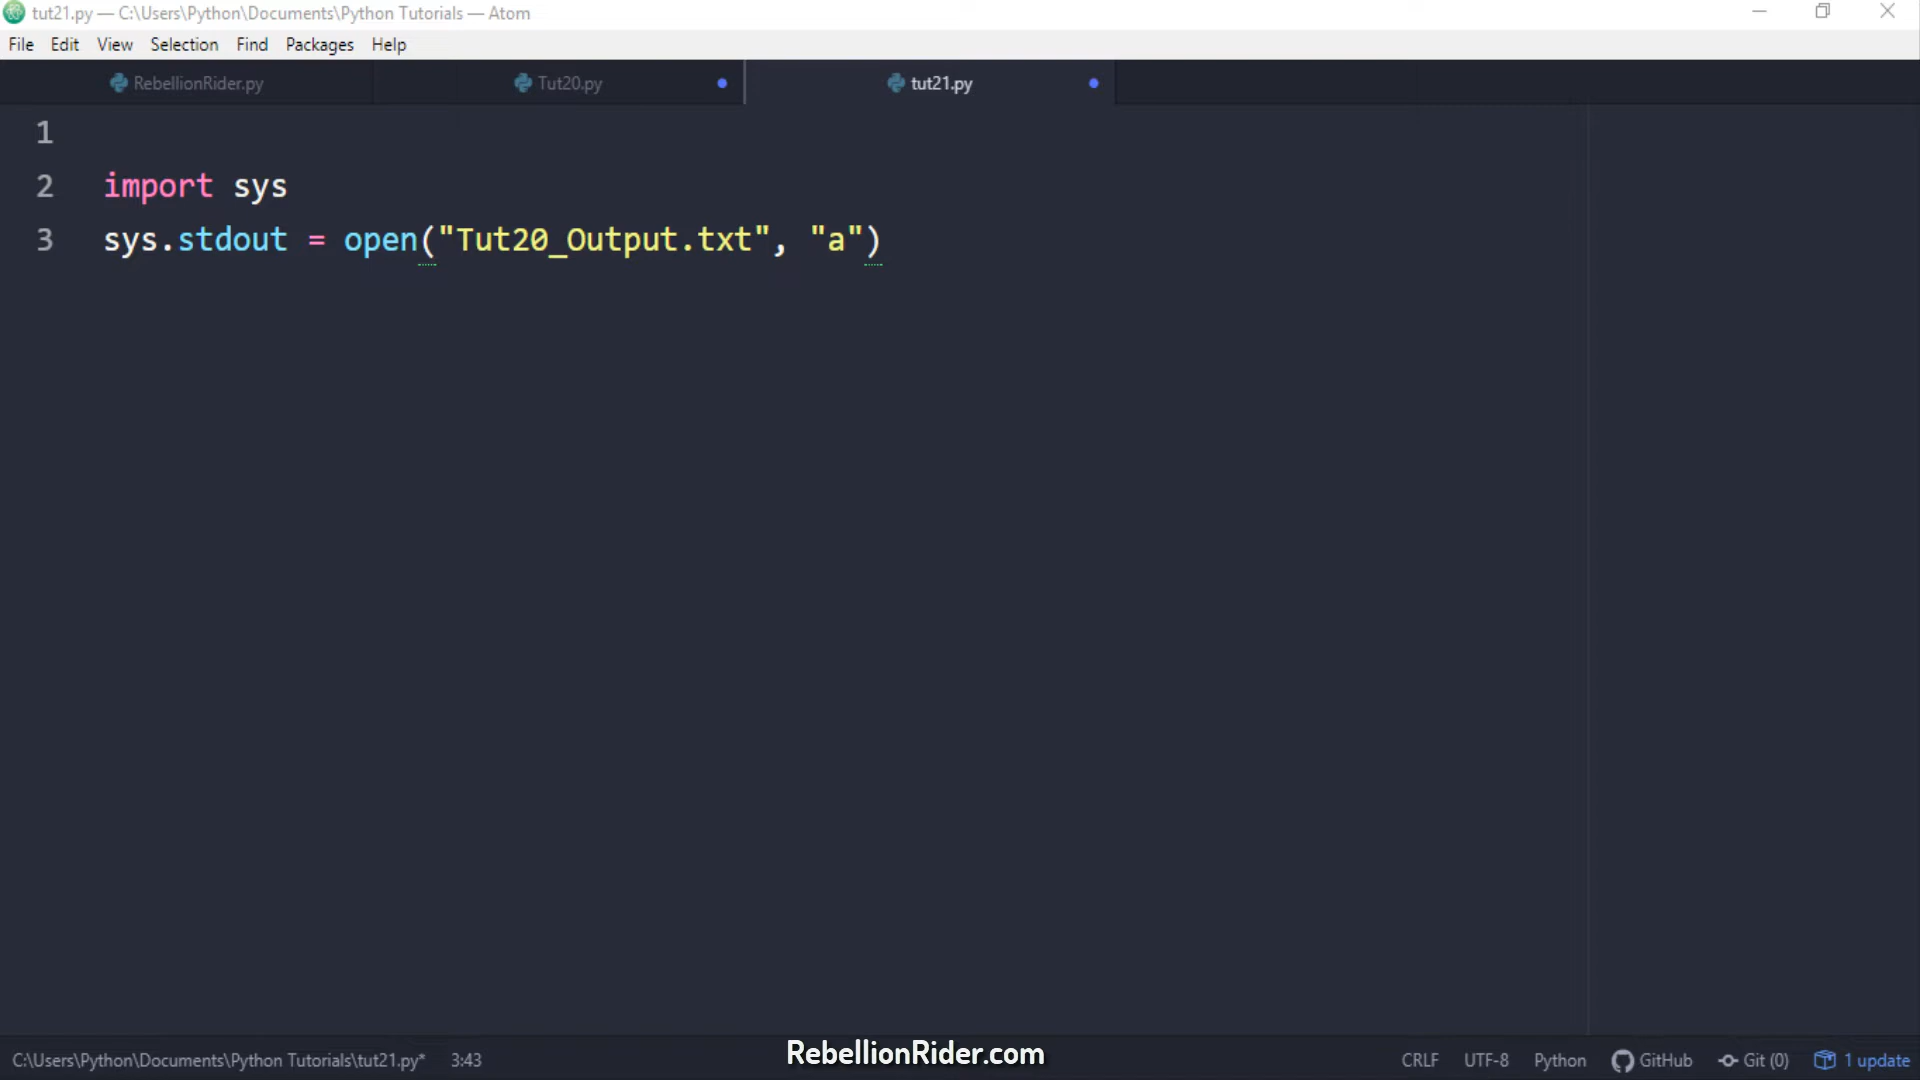 tut21.py — C:\Users\Python\Documents\Python Tutorials — Atom
File Edit View Selection Find Packages Help
RebellionRider.py Tut20.py tut21.py
1
2 import sys
3 sys.stdout = open("Tut20_Output.txt", "a")
C:\Users\Python\Documents\Python Tutorials\tut21.py* 3:43 RebellionRider.com CRLF UTF-8 Python GitHub Git (0) 1 update